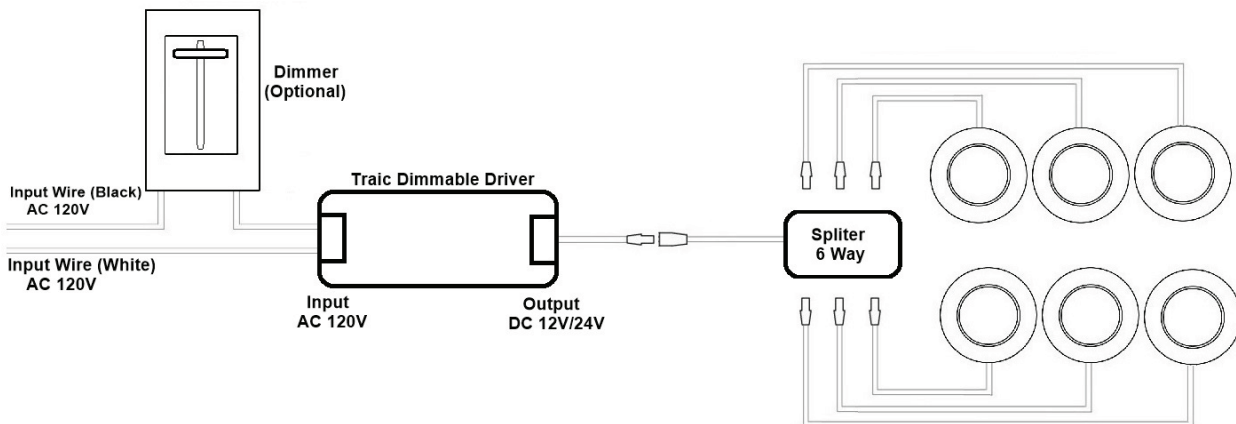 Dimmer
(Optional)
Input Wire (Black)
AC 120V
Input Wire (White)
AC 120V
Traic Dimmable Driver
Input
AC 120V
Output
DC 12V/24V
Spliter
6 Way